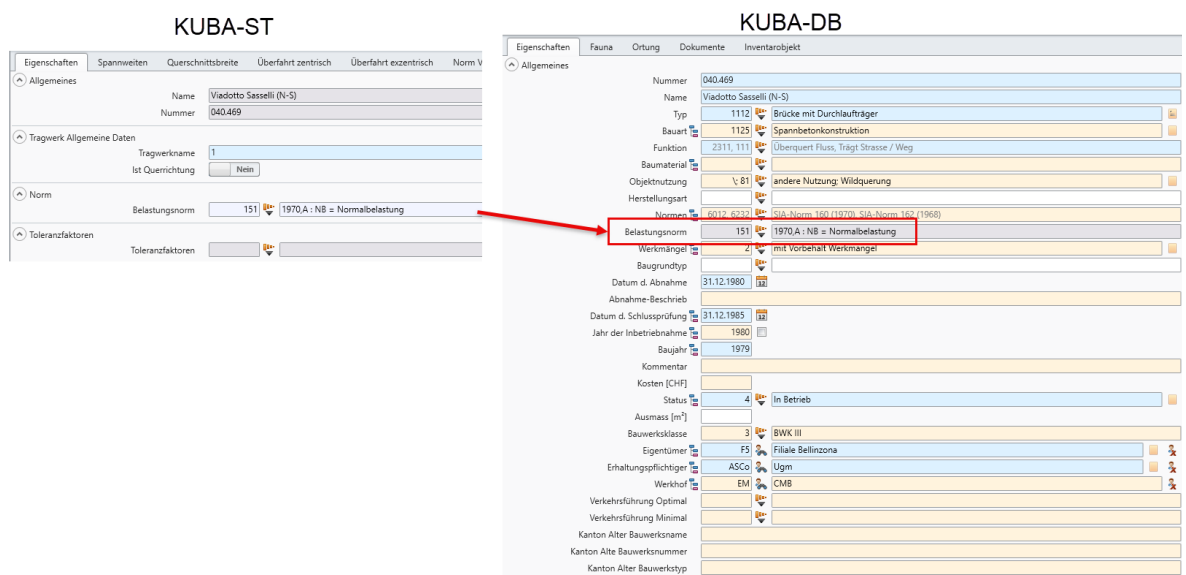 KUBA-ST
KUBA-DB
Eigenschaften Spannweiten Querschnittsbreite Überfahrt zentrisch Überfahrt exzentrisch Norm V
Allgemeines
Name Viadotto Sasselli (N-S)
Nummer 040.469
Tragwerk Allgemeine Daten
Tragwerkname 1
Ist Querrichtung Nein
Norm
Belastungsnorm 151 1970,A : NB = Normalbelastung
Toleranzfaktoren
Toleranzfaktoren
Eigenschaften Fauna Ortung Dokumente Inventarobjekt
Allgemeines
Nummer 040.469
Name Viadotto Sasselli (N-S)
Typ 1112 Brücke mit Durchlaufträger
Bauart 1125 Spannbetonkonstruktion
Funktion 2311, 111 Überquert Fluss, Trägt Strasse / Weg
Baumaterial
Objektnutzung \; 81 andere Nutzung; Wildquerung
Herstellungsart
Normen 6012, 6232 SIA-Norm 160 (1970), SIA-Norm 162 (1968)
Belastungsnorm 151 1970,A : NB = Normalbelastung
Werkmängel 2 mit Vorbehalt Werkmängel
Baugrundtyp
Datum d. Abnahme 31.12.1980 12
Abnahme-Beschrieb
Datum d. Schlussprüfung 31.12.1985 12
Jahr der Inbetriebnahme 1980
Baujahr 1979
Kommentar
Kosten [CHF]
Status 4 In Betrieb
Ausmass [m²]
Bauwerksklasse 3 BWK III
Eigentümer F5 Filiale Bellinzona
Erhaltungspflichtiger ASCo Ugm
Werkhof EM CMB
Verkehrsführung Optimal
Verkehrsführung Minimal
Kanton Alter Bauwerksname
Kanton Alte Bauwerksnummer
Kanton Alter Bauwerkstyp